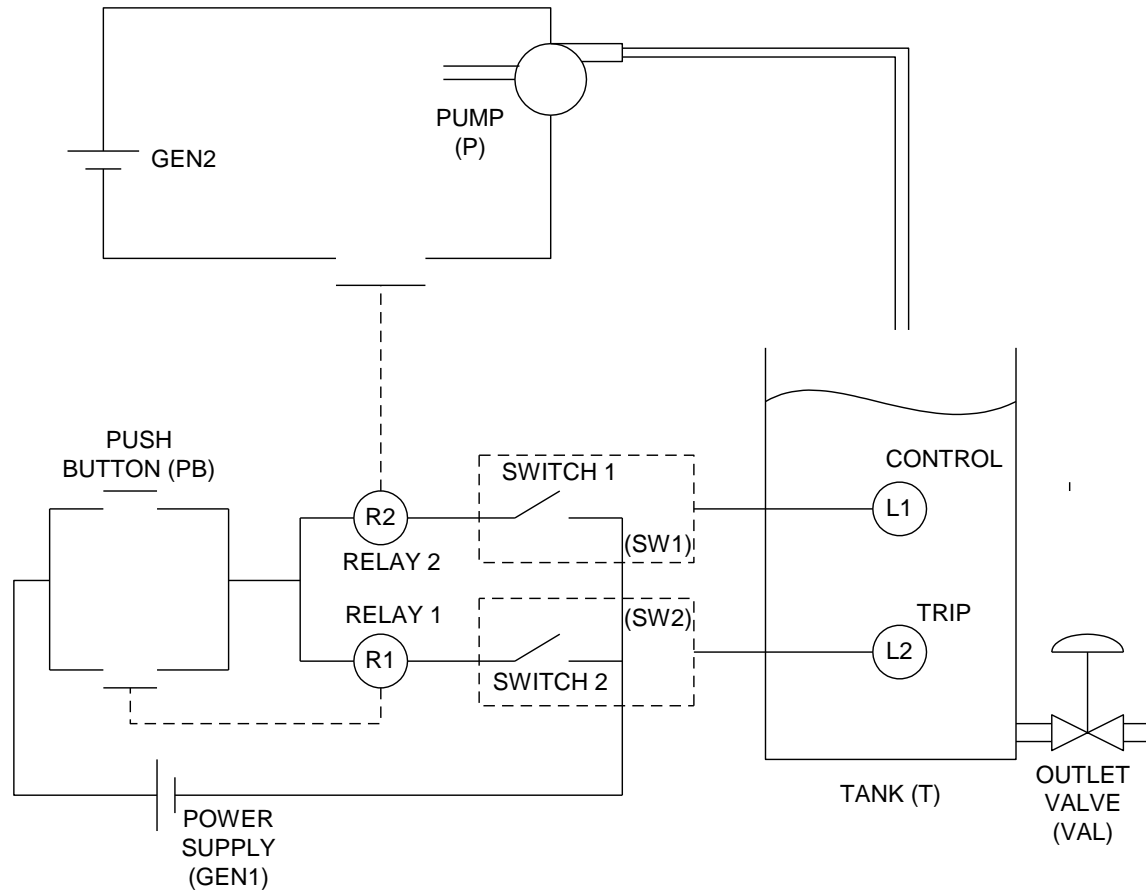 PUMP
(P)
GEN2
PUSH
BUTTON (PB)
SWITCH 1
CONTROL
R2
L1
(SW1)
RELAY 2
RELAY 1
(SW2)
TRIP
R1
L2
SWITCH 2
TANK (T)
OUTLET
VALVE
(VAL)
POWER
SUPPLY
(GEN1)